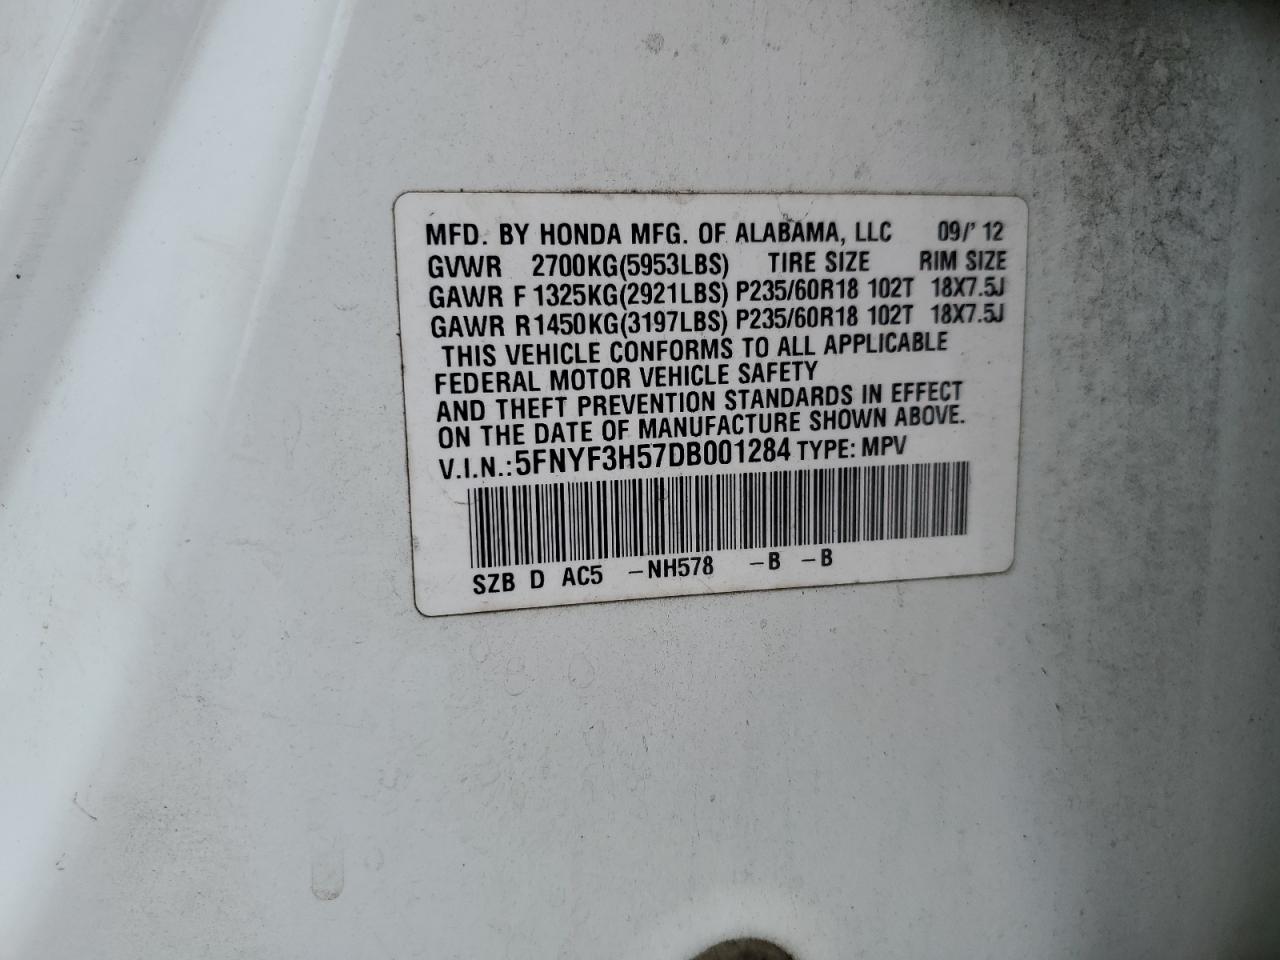 MFD. BY HONDA MFG. OF ALABAMA, LLC 09/' 12
GVWR 2700KG(5953LBS) TIRE SIZE RIM SIZE
GAWR F 1325KG(2921LBS) P235/60R18 102T 18X7.5J
GAWR R1450KG(3197LBS) P235/60R18 102T 18X7.5J
THIS VEHICLE CONFORMS TO ALL APPLICABLE
FEDERAL MOTOR VEHICLE SAFETY
AND THEFT PREVENTION STANDARDS IN EFFECT
ON THE DATE OF MANUFACTURE SHOWN ABOVE.
V.I.N.:5FNYF3H57DB001284 TYPE: MPV
SZB D AC5 -NH578 -B -B